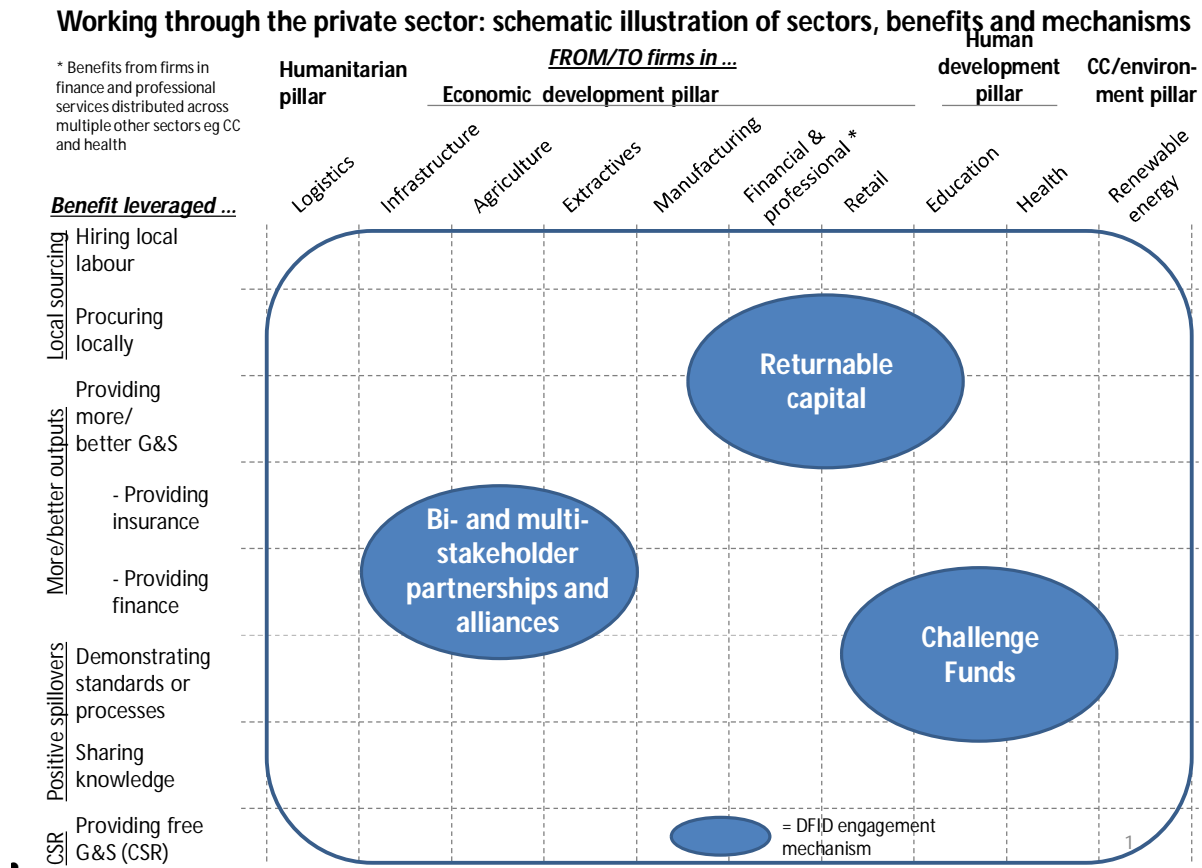 Working through the private sector: schematic illustration of sectors, benefits and mechanisms
* Benefits from firms in
finance and professional
services distributed across
multiple other sectors eg CC
and health
FROM/TO firms in ...
Humanitarian
pillar
Economic development pillar
Human
development
pillar
CC/environ-
ment pillar
Logistics
Infrastructure
Agriculture
Extractives
Manufacturing
Financial &
professional *
Retail
Education
Health
Renewable
energy
Benefit leveraged ...
Local sourcing
Hiring local
labour
Procuring
locally
More/better outputs
Providing
more/
better G&S
- Providing
insurance
- Providing
finance
Positive spillovers
Demonstrating
standards or
processes
Sharing
knowledge
CSR
Providing free
G&S (CSR)
Returnable
capital
Bi- and multi-
stakeholder
partnerships and
alliances
Challenge
Funds
= DFID engagement
mechanism
1